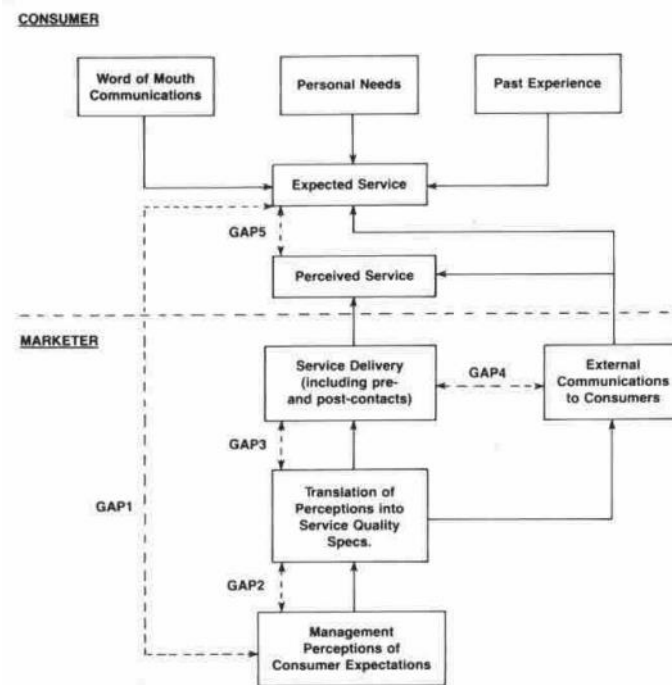 CONSUMER
Word of Mouth
Communications
Personal Needs
Past Experience
Expected Service
GAP5
Perceived Service
MARKETER
Service Delivery
(including pre-
and post-contacts)
GAP4
External
Communications
to Consumers
GAP3
GAP1
Translation of
Perceptions into
Service Quality
Specs.
GAP2
Management
Perceptions of
Consumer Expectations